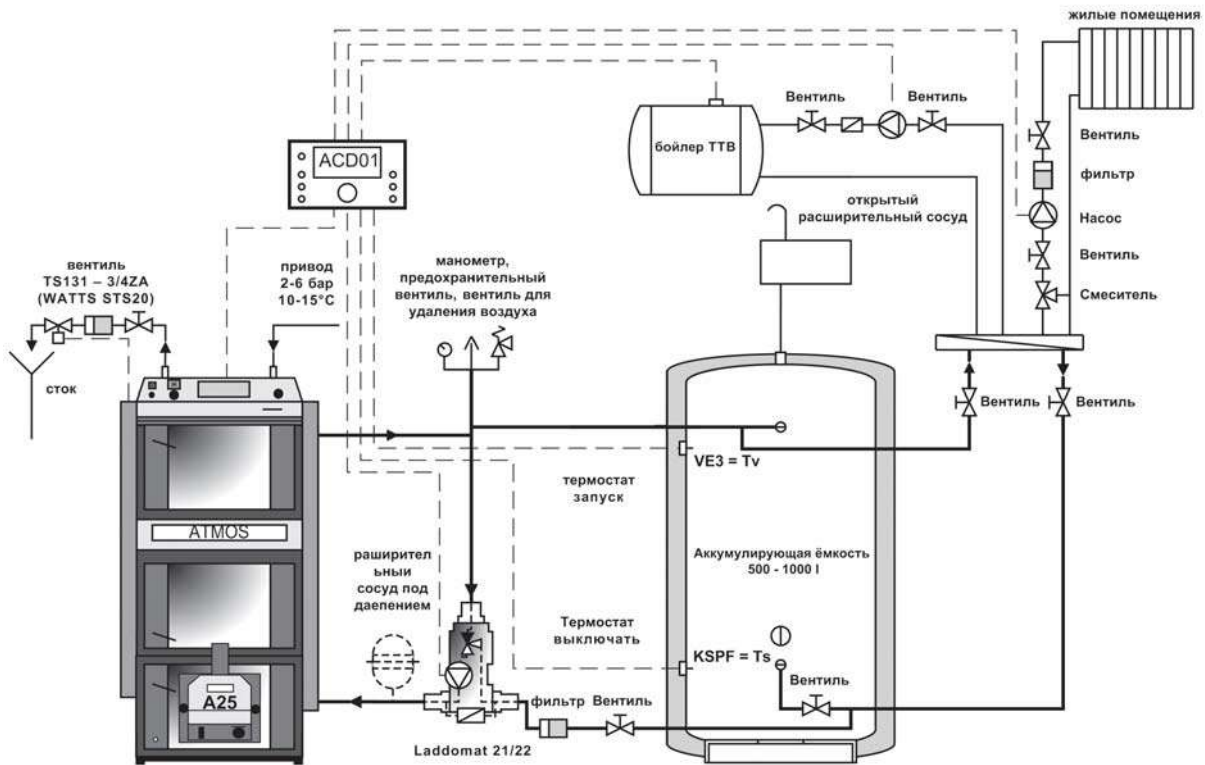 жилые помещения
Вентиль
Вентиль
Вентиль
ACD01
бойлер ТТВ
фильтр
открытый
расширительный сосуд
Насос
вентиль
TS131 – 3/4ZA
(WATTS STS20)
привод
2-6 бар
10-15°C
манометр,
предохранительный
вентиль, вентиль для
удаления воздуха
Вентиль
Смеситель
сток
Вентиль
Вентиль
VE3 = Tv
термостат
запуск
ATMOS
Аккумулирующая ёмкость
500 - 1000 l
раширител
ьный
сосуд под
даепением
Термостат
выключать
KSPF = Ts
Вентиль
A25
фильтр
Вентиль
Laddomat 21/22